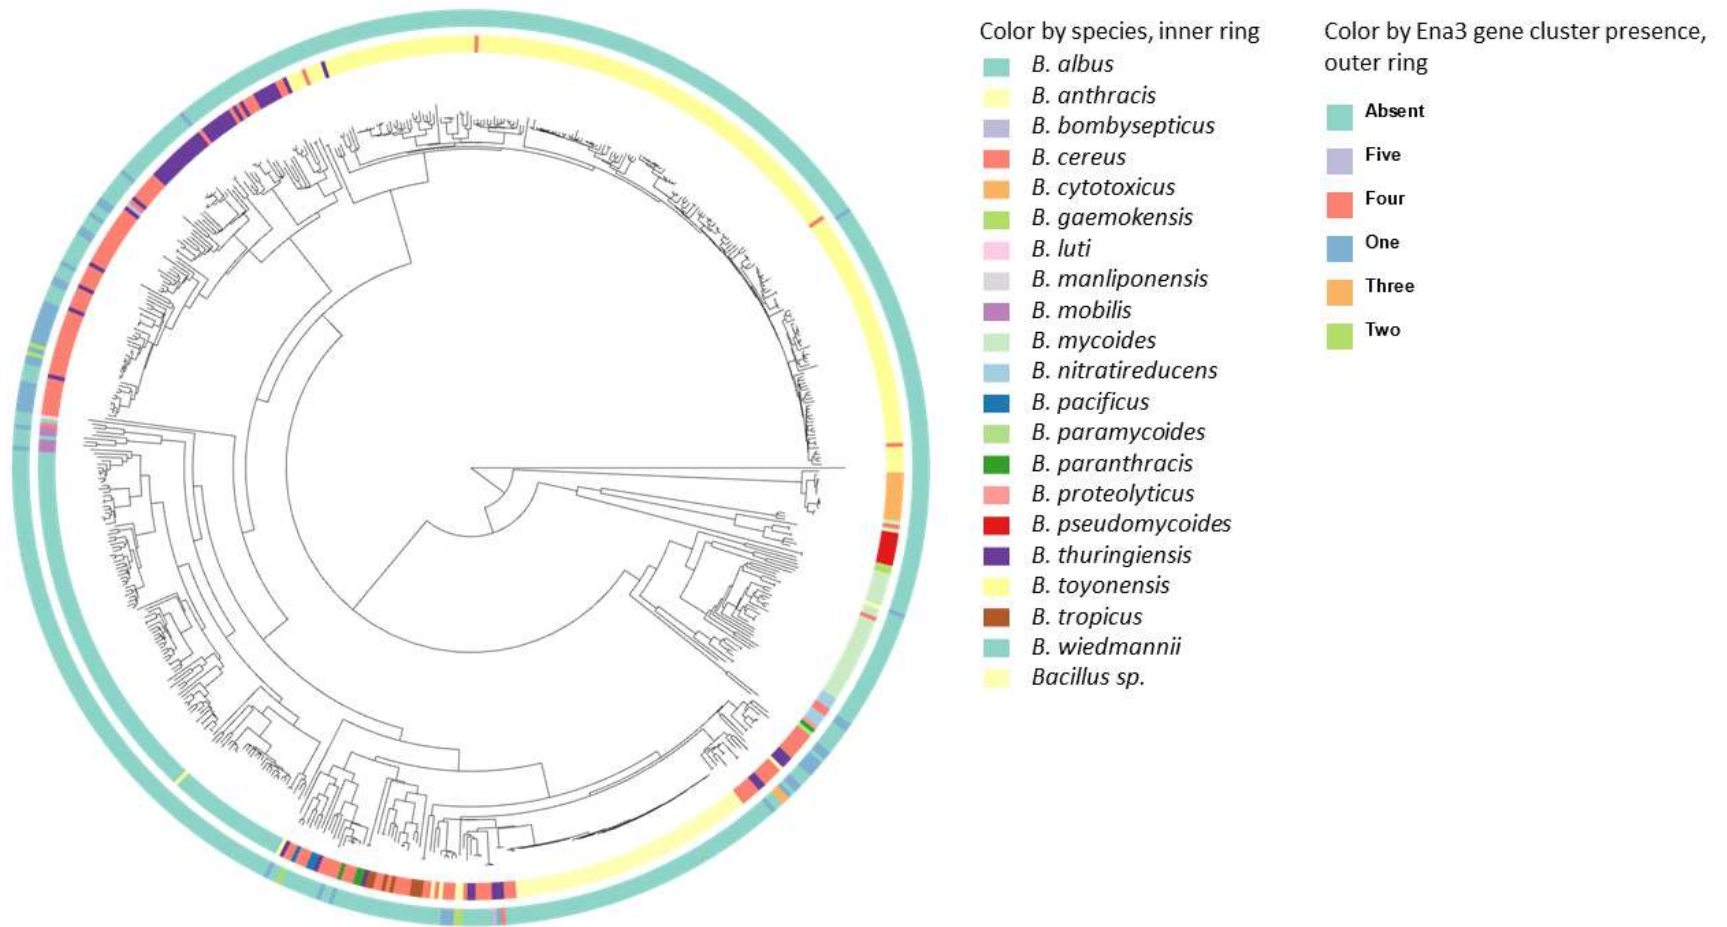 Color by species, inner ring
B. albus
B. anthracis
B. bombysepticus
B. cereus
B. cytotoxicus
B. gaemokensis
B. luti
B. manliponensis
B. mobilis
B. mycoides
B. nitratireducens
B. pacificus
B. paramycoides
B. paranthracis
B. proteolyticus
B. pseudomycoides
B. thuringiensis
B. toyonensis
B. tropicus
B. wiedmannii
Bacillus sp.
Color by Ena3 gene cluster presence,
outer ring
Absent
Five
Four
One
Three
Two